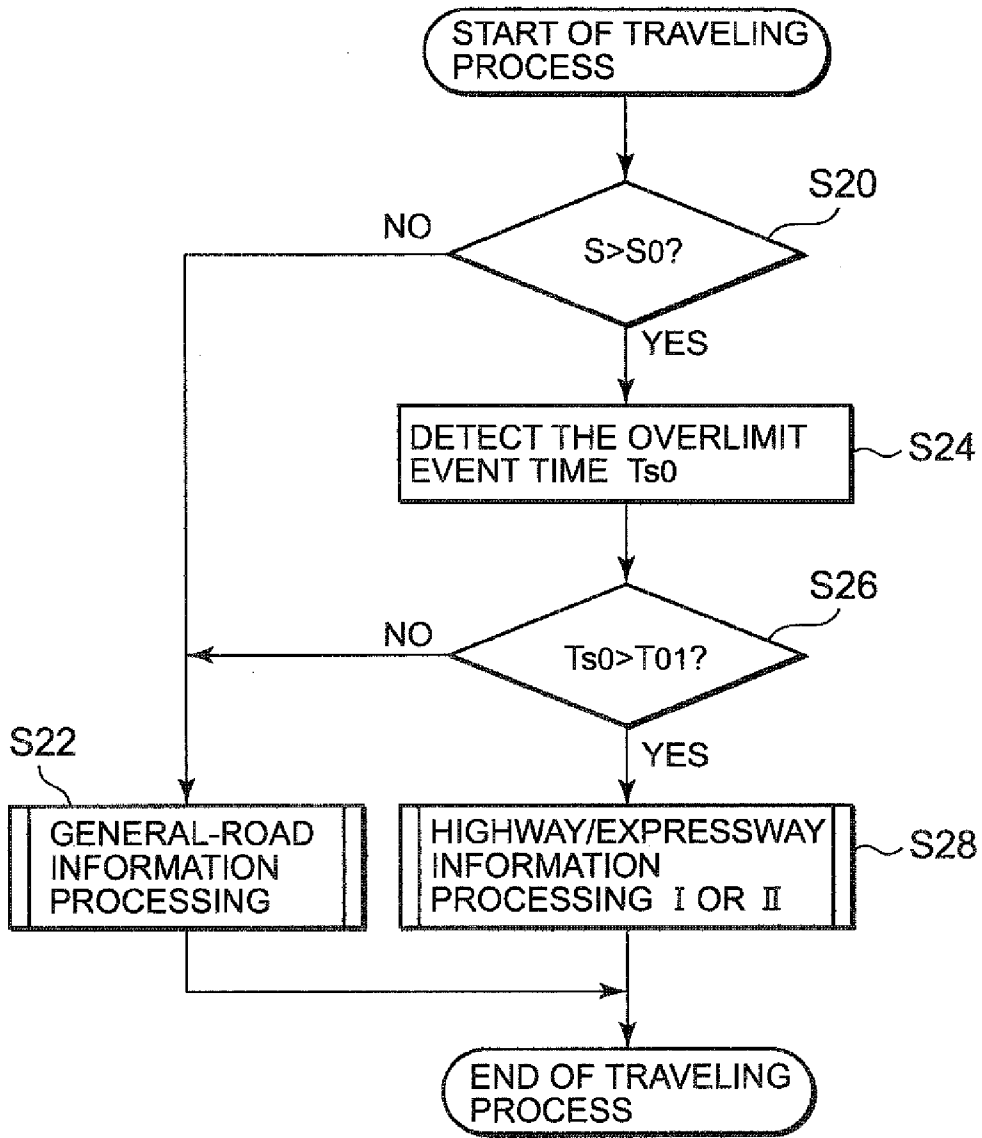 START OF TRAVELING
PROCESS
S20
NO
S>S0?
YES
DETECT THE OVERLIMIT
EVENT TIME Ts0
S24
S26
NO
Ts0>T01?
YES
S22
GENERAL-ROAD
INFORMATION
PROCESSING
HIGHWAY/EXPRESSWAY
INFORMATION
PROCESSING Ⅰ OR Ⅱ
S28
END OF TRAVELING
PROCESS